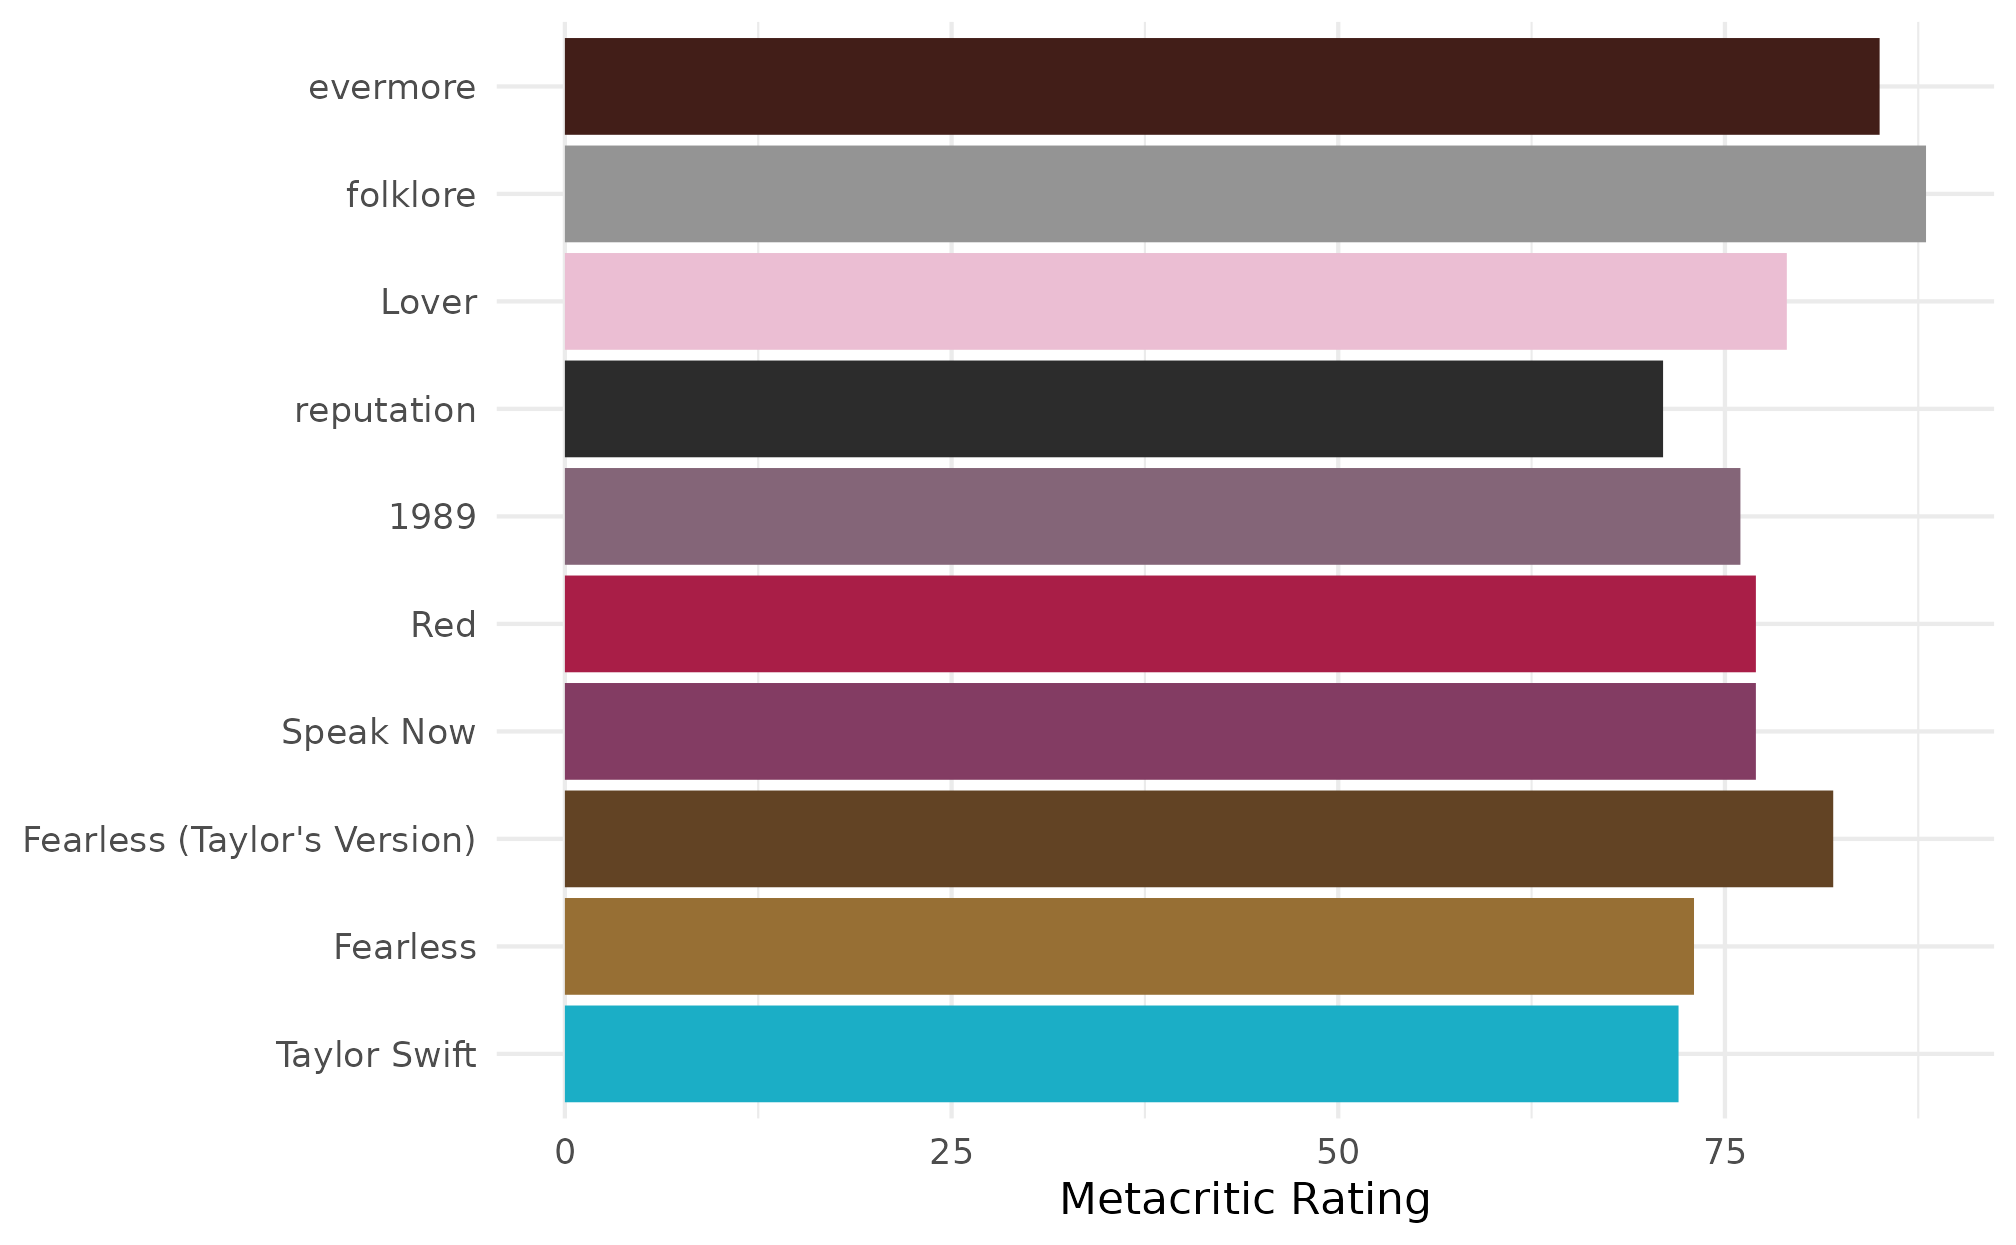 evermore
folklore
Lover
reputation
1989
Red
Speak Now
Fearless (Taylor's Version)
Fearless
Taylor Swift
0 25 50 75
Metacritic Rating